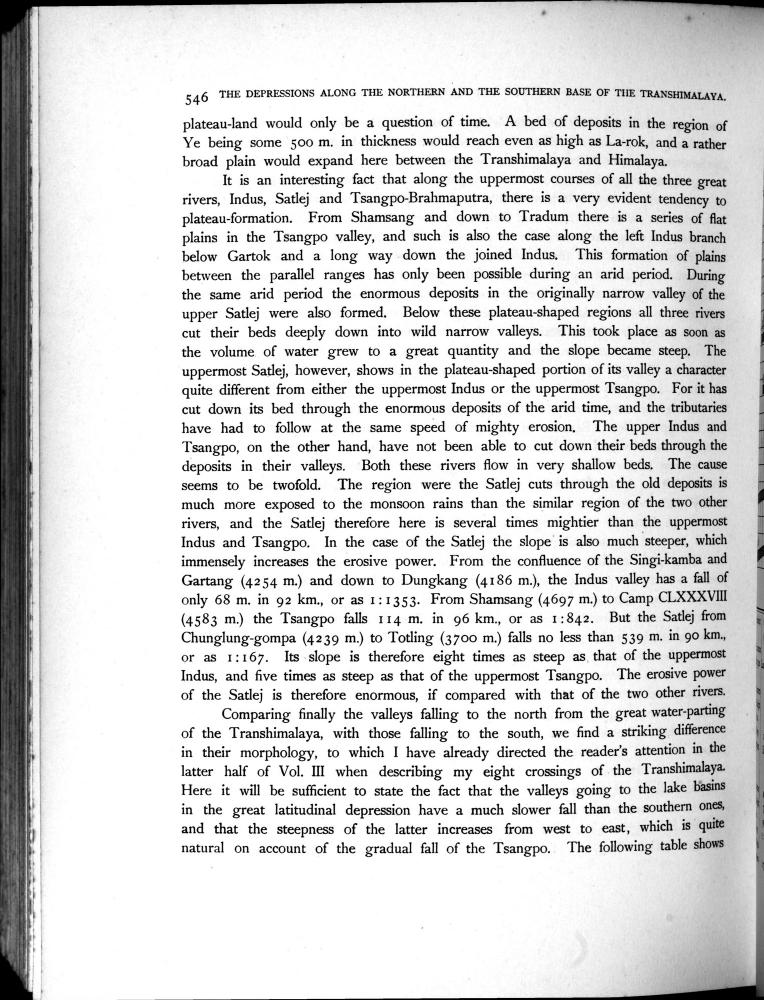 546 THE DEPRESSIONS ALONG THE NORTHERN AND THE SOUTHERN BASE OF THE TRANSHIMALAYA.
plateau-land would only be a question of time. A bed of deposits in the region of
Ye being some 500 m. in thickness would reach even as high as La-rok, and a rather
broad plain would expand here between the Transhimalaya and Himalaya.
It is an interesting fact that along the uppermost courses of all the three great
rivers, Indus, Satlej and Tsangpo-Brahmaputra, there is a very evident tendency to
plateau-formation. From Shamsang and down to Tradum there is a series of flat
plains in the Tsangpo valley, and such is also the case along the left Indus branch
below Gartok and a long way down the joined Indus. This formation of plains
between the parallel ranges has only been possible during an arid period. During
the same arid period the enormous deposits in the originally narrow valley of the
upper Satlej were also formed. Below these plateau-shaped regions all three rivers
cut their beds deeply down into wild narrow valleys. This took place as soon as
the volume of water grew to a great quantity and the slope became steep. The
uppermost Satlej, however, shows in the plateau-shaped portion of its valley a character
quite different from either the uppermost Indus or the uppermost Tsangpo. For it has
cut down its bed through the enormous deposits of the arid time, and the tributaries
have had to follow at the same speed of mighty erosion. The upper Indus and
Tsangpo, on the other hand, have not been able to cut down their beds through the
deposits in their valleys. Both these rivers flow in very shallow beds. The cause
seems to be twofold. The region were the Satlej cuts through the old deposits is
much more exposed to the monsoon rains than the similar region of the two other
rivers, and the Satlej therefore here is several times mightier than the uppermost
Indus and Tsangpo. In the case of the Satlej the slope is also much steeper, which
immensely increases the erosive power. From the confluence of the Singi-kamba and
Gartang (4254 m.) and down to Dungkang (4186 m.), the Indus valley has a fall of
only 68 m. in 92 km., or as 1:1353. From Shamsang (4697 m.) to Camp CLXXXVIII
(4583 m.) the Tsangpo falls 114 m. in 96 km., or as 1:842. But the Satlej from
Chunglung-gompa (4239 m.) to Totling (3700 m.) falls no less than 539 m. in 90 km.,
or as 1:167. Its slope is therefore eight times as steep as that of the uppermost
Indus, and five times as steep as that of the uppermost Tsangpo. The erosive power
of the Satlej is therefore enormous, if compared with that of the two other rivers.
Comparing finally the valleys falling to the north from the great water-parting
of the Transhimalaya, with those falling to the south, we find a striking difference
in their morphology, to which I have already directed the reader's attention in the
latter half of Vol. III when describing my eight crossings of the Transhimalaya.
Here it will be sufficient to state the fact that the valleys going to the lake basins
in the great latitudinal depression have a much slower fall than the southern ones,
and that the steepness of the latter increases from west to east, which is quite
natural on account of the gradual fall of the Tsangpo. The following table shows